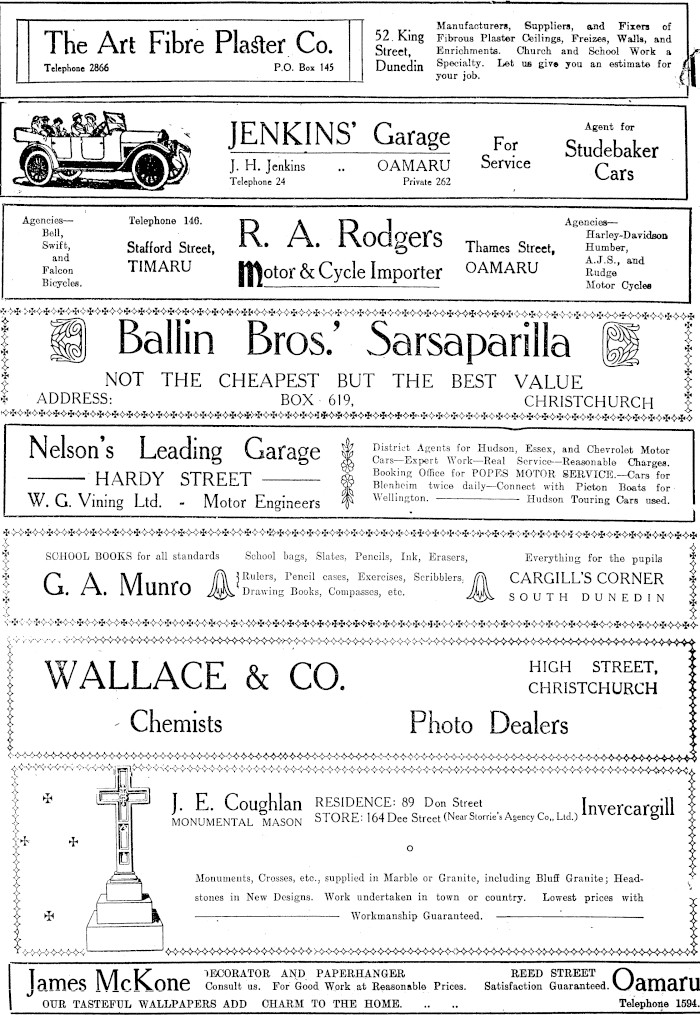 The Art Fibre Plaster Co.
Telephone 2866 P.O. Box 145
52, King
Street,
Dunedin
Manufacturers, Suppliers, and Fixers of
Fibrous Plaster Ceilings, Freizes, Walls, and
Enrichments. Church and School Work a
Specialty. Let us give you an estimate for
your job.
JENKINS' Garage
J. H. Jenkins .. OAMARU
Telephone 24 Private 262
For
Service
Agent for
Studebaker
Cars
Agencies—
Bell,
Swift,
and
Falcon
Bicycles.
Telephone 146.
Stafford Street,
TIMARU
R. A. Rodgers
Motor & Cycle Importer
Thames Street,
OAMARU
Agencies—
Harley-Davidson
Humber,
A.J.S., and
Rudge
Motor Cycles
Ballin Bros.' Sarsaparilla
NOT THE CHEAPEST BUT THE BEST VALUE
ADDRESS: BOX 619, CHRISTCHURCH
Nelson's Leading Garage
HARDY STREET
W. G. Vining Ltd. - Motor Engineers
District Agents for Hudson, Essex, and Chevrolet Motor
Cars—Expert Work—Real Service—Reasonable Charges.
Booking Office for POPES MOTOR SERVICE.—Cars for
Blenheim twice daily—Connect with Picton Boats for
Wellington. ———— Hudson Touring Cars used.
SCHOOL BOOKS for all standards School bags, Slates, Pencils, Ink, Erasers, Everything for the pupils
G. A. Munro
Rulers, Pencil cases, Exercises, Scribblers,
Drawing Books, Compasses, etc.
CARGILL'S CORNER
SOUTH DUNEDIN
WALLACE & CO.
HIGH STREET,
CHRISTCHURCH
Chemists Photo Dealers
J. E. Coughlan
MONUMENTAL MASON
RESIDENCE: 89 Don Street
STORE: 164 Dee Street (Near Storrie's Agency Co., Ltd.)
Invercargill
Monuments, Crosses, etc., supplied in Marble or Granite, including Bluff Granite; Head-
stones in New Designs. Work undertaken in town or country. Lowest prices with
Workmanship Guaranteed.
James McKone
DECORATOR AND PAPERHANGER REED STREET
Consult us. For Good Work at Reasonable Prices. Satisfaction Guaranteed.
Oamaru
OUR TASTEFUL WALLPAPERS ADD CHARM TO THE HOME. .. .. Telephone 1594.